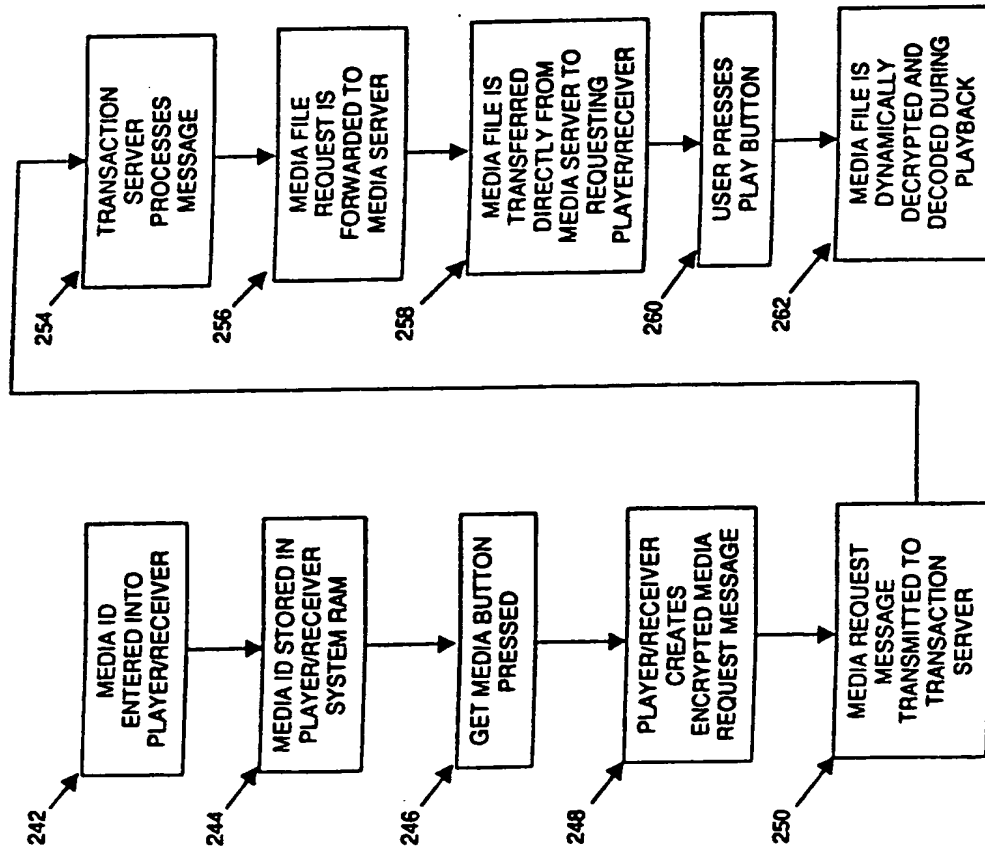 242
MEDIA ID
ENTERED INTO
PLAYER/RECEIVER
244
MEDIA ID STORED IN
PLAYER/RECEIVER
SYSTEM RAM
246
GET MEDIA BUTTON
PRESSED
248
PLAYER/RECEIVER
CREATES
ENCRYPTED MEDIA
REQUEST MESSAGE
250
MEDIA REQUEST
MESSAGE
TRANSMITTED TO
TRANSACTION
SERVER
254
TRANSACTION
SERVER
PROCESSES
MESSAGE
256
MEDIA FILE
REQUEST IS
FORWARDED TO
MEDIA SERVER
258
MEDIA FILE IS
TRANSFERRED
DIRECTLY FROM
MEDIA SERVER TO
REQUESTING
PLAYER/RECEIVER
260
USER PRESSES
PLAY BUTTON
262
MEDIA FILE IS
DYNAMICALLY
DECRYPTED AND
DECODED DURING
PLAYBACK